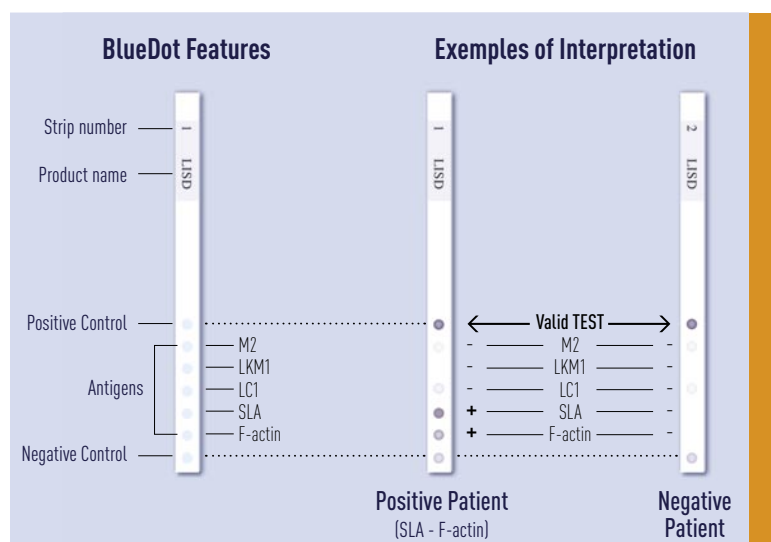 BlueDot Features
Examples of Interpretation
Strip number
1
1
2
Product name
LISD
LISD
LISD
Positive Control
Valid TEST
M2
- M2 -
LKM1
- LKM1 -
Antigens
LC1
- LC1 -
SLA
+ SLA -
F-actin
+ F-actin -
Negative Control
Positive Patient
(SLA - F-actin)
Negative
Patient